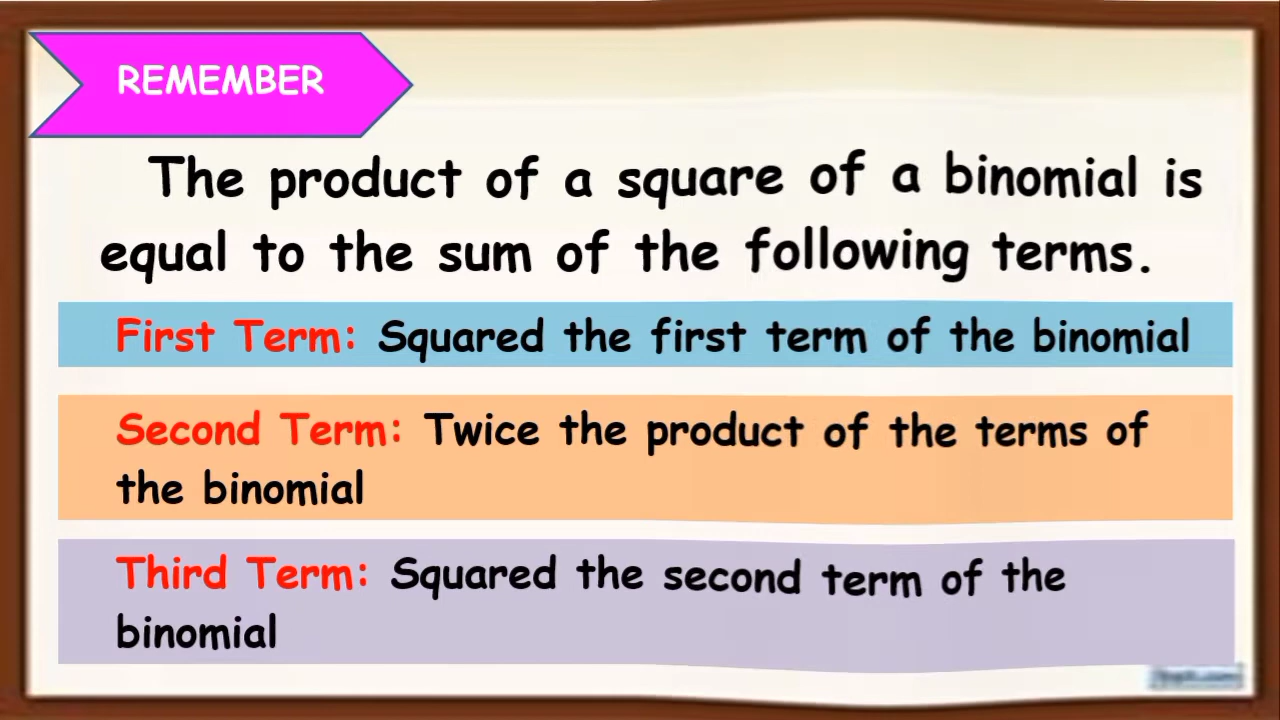 REMEMBER
The product of a square of a binomial is
equal to the sum of the following terms.
First Term: Squared the first term of the binomial
Second Term: Twice the product of the terms of
the binomial
Third Term: Squared the second term of the
binomial